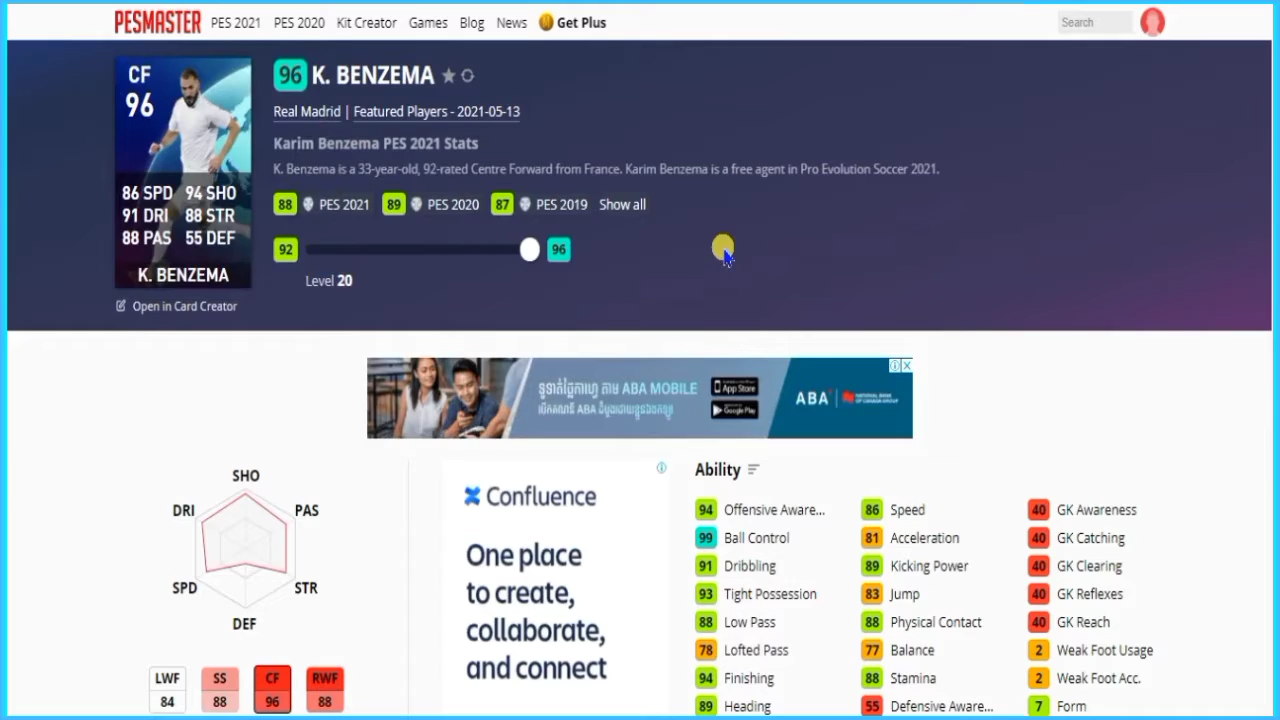 PESMASTER PES 2021 PES 2020 Kit Creator Games Blog News Get Plus Search
CF
96
86 SPD 94 SHO
91 DRI 88 STR
88 PAS 55 DEF
K. BENZEMA
Open in Card Creator
96 K. BENZEMA
Real Madrid | Featured Players - 2021-05-13
Karim Benzema PES 2021 Stats
K. Benzema is a 33-year-old, 92-rated Centre Forward from France. Karim Benzema is a free agent in Pro Evolution Soccer 2021.
88 PES 2021 89 PES 2020 87 PES 2019 Show all
92 96
Level 20
ABA MOBILE
App Store
Google Play
ABA NATIONAL BANK OF CANADA GROUP
SHO
DRI PAS
SPD STR
DEF
LWF SS CF RWF
84 88 96 88
Confluence
One place
to create,
collaborate,
and connect
Ability
94 Offensive Aware... 86 Speed 40 GK Awareness
99 Ball Control 81 Acceleration 40 GK Catching
91 Dribbling 89 Kicking Power 40 GK Clearing
93 Tight Possession 83 Jump 40 GK Reflexes
88 Low Pass 88 Physical Contact 40 GK Reach
78 Lofted Pass 77 Balance 2 Weak Foot Usage
94 Finishing 88 Stamina 2 Weak Foot Acc.
89 Heading 55 Defensive Aware... 7 Form